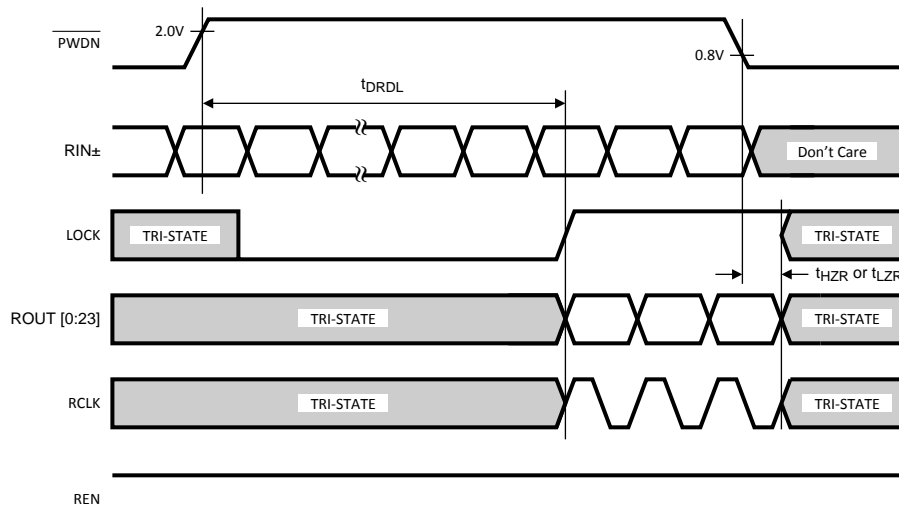 2.0V
PWDN
0.8V
tDRDL
RIN±
Don't Care
LOCK
TRI-STATE
TRI-STATE
tHZR or tLZR
ROUT [0:23]
TRI-STATE
TRI-STATE
RCLK
TRI-STATE
TRI-STATE
REN